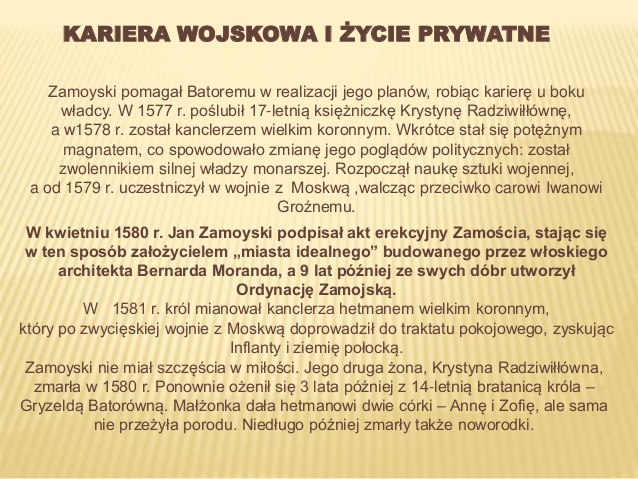 KARIERA WOJSKOWA I ŻYCIE PRYWATNE
Zamoyski pomagał Batoremu w realizacji jego planów, robiąc karierę u boku
władcy. W 1577 r. poślubił 17-letnią księżniczkę Krystynę Radziwiłłównę,
a w1578 r. został kanclerzem wielkim koronnym. Wkrótce stał się potężnym
magnatem, co spowodowało zmianę jego poglądów politycznych: został
zwolennikiem silnej władzy monarszej. Rozpoczął naukę sztuki wojennej,
a od 1579 r. uczestniczył w wojnie z Moskwą ,walcząc przeciwko carowi Iwanowi
Groźnemu.
W kwietniu 1580 r. Jan Zamoyski podpisał akt erekcyjny Zamościa, stając się
w ten sposób założycielem „miasta idealnego” budowanego przez włoskiego
architekta Bernarda Moranda, a 9 lat później ze swych dóbr utworzył
Ordynację Zamojską.
W 1581 r. król mianował kanclerza hetmanem wielkim koronnym,
który po zwycięskiej wojnie z Moskwą doprowadził do traktatu pokojowego, zyskując
Inflanty i ziemię połocką.
Zamoyski nie miał szczęścia w miłości. Jego druga żona, Krystyna Radziwiłłówna,
zmarła w 1580 r. Ponownie ożenił się 3 lata później z 14-letnią bratanicą króla –
Gryzeldą Batorówną. Małżonka dała hetmanowi dwie córki – Annę i Zofię, ale sama
nie przeżyła porodu. Niedługo później zmarły także noworodki.